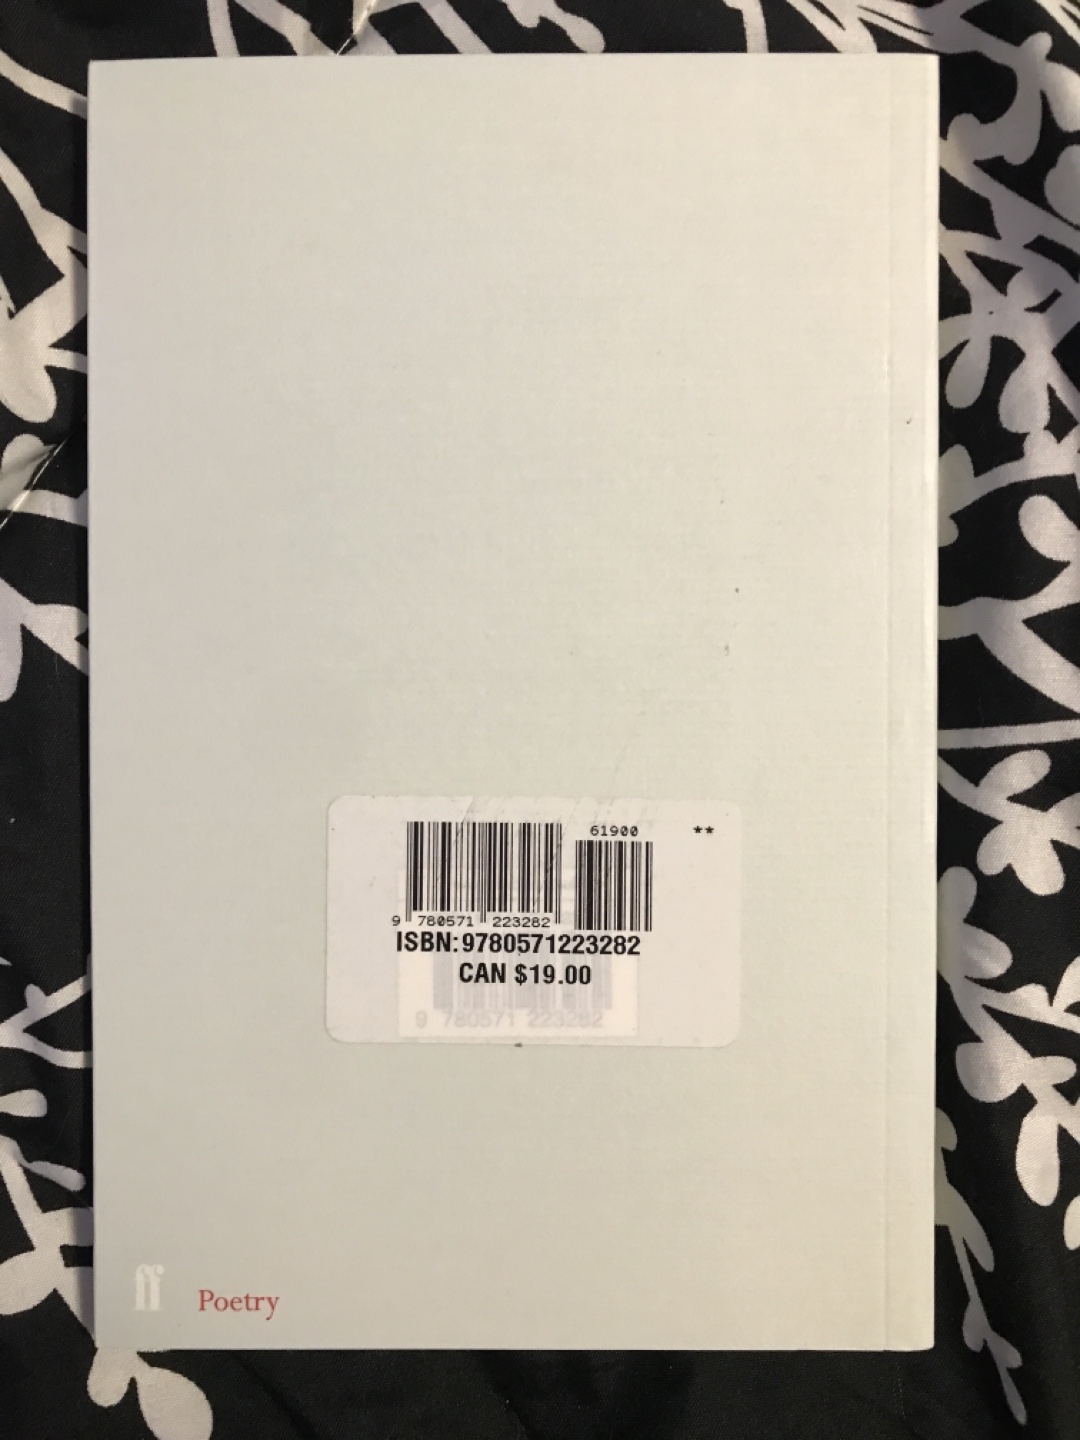 61900 **
9 780571 223282
ISBN:9780571223282
CAN $19.00
9 780571 223282
ff Poetry